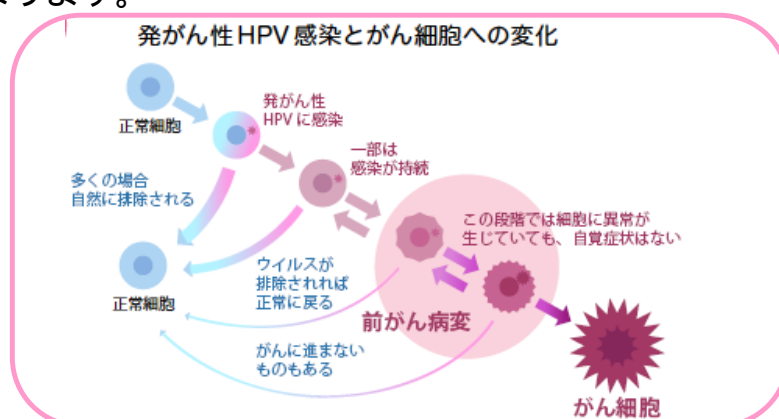 ります。
発がん性HPV感染とがん細胞への変化
正常細胞
発がん性
HPVに感染
一部は
感染が持続
多くの場合
自然に排除される
この段階では細胞に異常が
生じていても、自覚症状はない
正常細胞
ウイルスが
排除されれば
正常に戻る
前がん病変
がんに進まない
ものもある
がん細胞